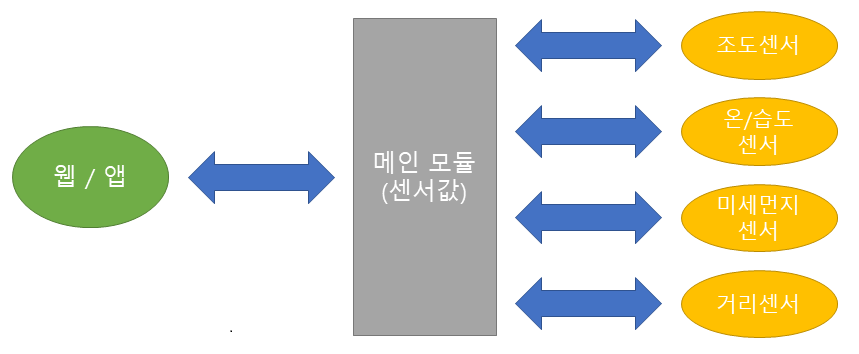 웹 / 앱
메인 모듈
(센서값)
조도센서
온/습도
센서
미세먼지
센서
거리센서
.